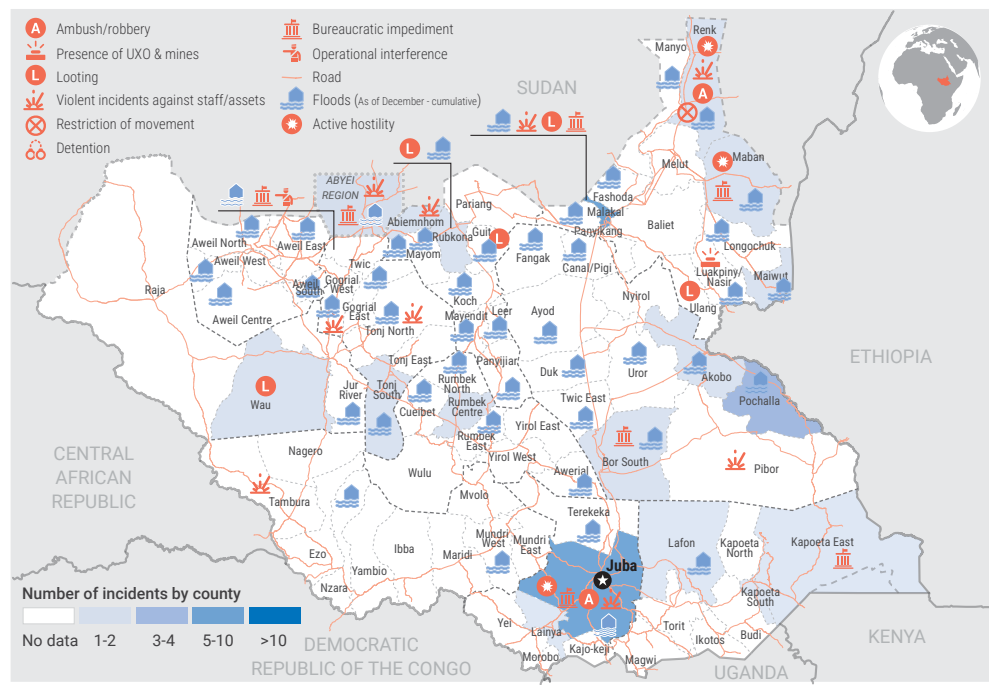 A Ambush/robbery
Presence of UXO & mines
L Looting
Violent incidents against staff/assets
Restriction of movement
Detention
Bureaucratic impediment
Operational interference
Road
Floods (As of December - cumulative)
Active hostility
SUDAN
Renk
Manyo
A
Melut
Maban
L
L
ABYEI
REGION
Abiemnhom
Pariang
Fashoda
Malakal
Panyikang
Baliet
Longochuk
Aweil North
Aweil East
Aweil West
Twic
Mayom
Rubkona
Guit
L
Fangak
Canal/Pigi
Luakpiny/
Nasir
Maiwut
Raja
Aweil
South
Gogrial
West
Gogrial
East
Aweil Centre
Koch
Mayendit
Leer
Ayod
Nyirol
L
Ulang
Tonj North
Tonj East
Panyijiar
Duk
Uror
Akobo
Pochalla
ETHIOPIA
L
Wau
Jur
River
Tonj
South
Cueibet
Rumbek
North
Rumbek
Centre
Rumbek
East
Twic East
Yirol East
Yirol West
Bor South
Pibor
CENTRAL
AFRICAN
REPUBLIC
Nagero
Wulu
Awerial
Mvolo
Tambura
Terekeka
Ezo
Ibba
Maridi
Mundri
West
Mundri
East
Yambio
Nzara
Juba
A
Lafon
Kapoeta
North
Kapoeta East
Kapoeta
South
Yei
Lainya
Morobo
Kajo-keji
Magwi
Torit
Ikotos
Budi
KENYA
UGANDA
DEMOCRATIC
REPUBLIC OF THE CONGO
Number of incidents by county
No data 1-2 3-4 5-10 >10